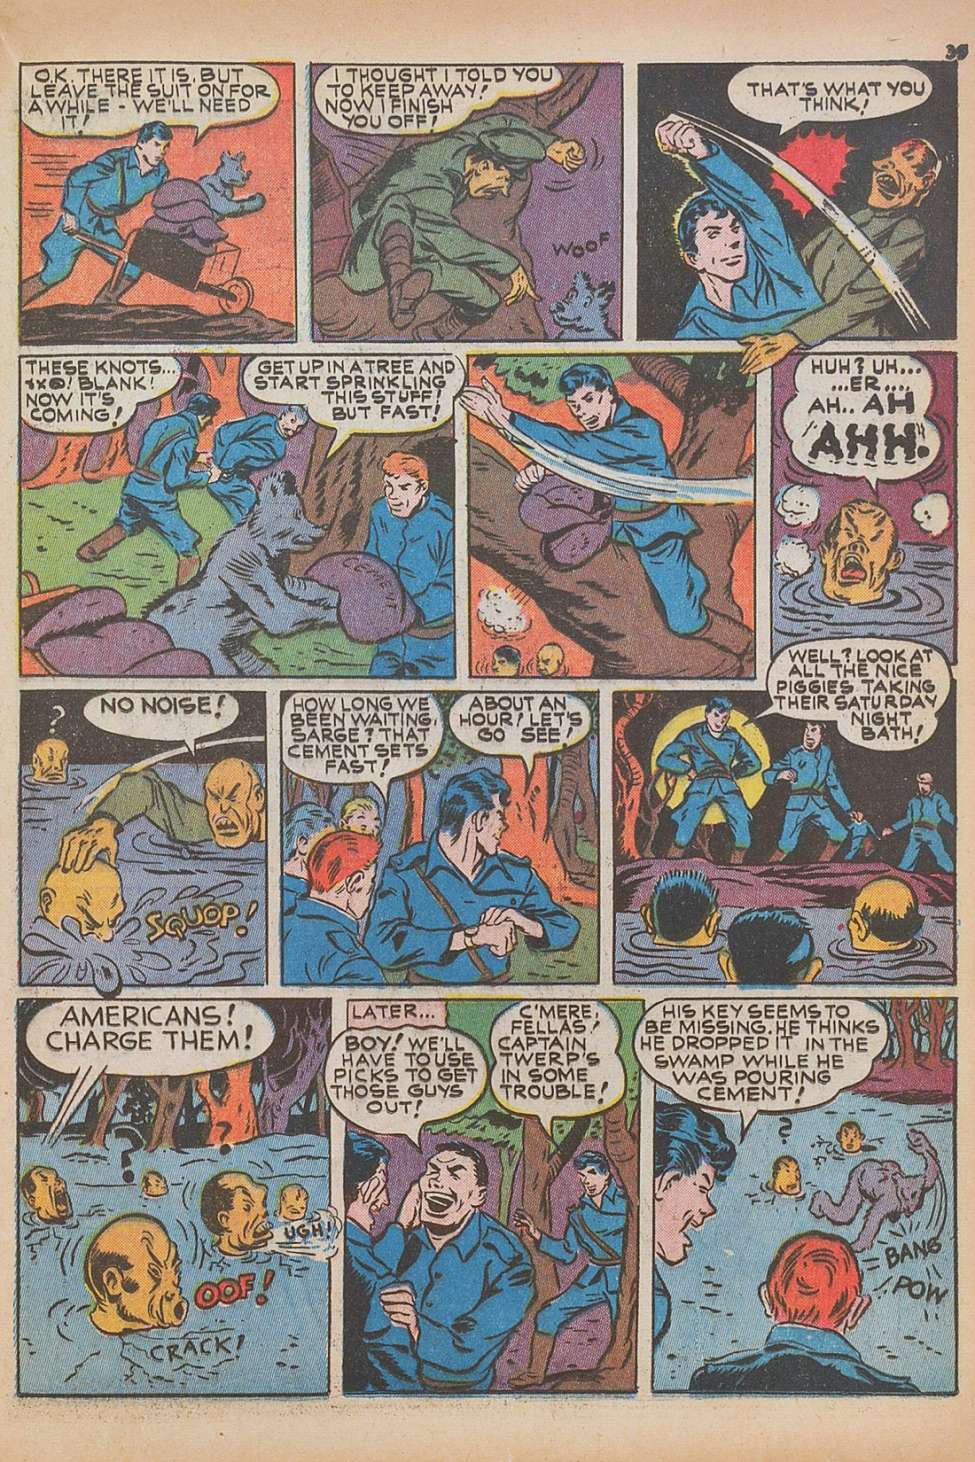 39
O.K. THERE IT IS, BUT
LEAVE THE SUIT ON FOR
A WHILE - WE'LL NEED
IT!
I THOUGHT I TOLD YOU
TO KEEP AWAY!
NOW I FINISH
YOU OFF!
WOOF
THAT'S WHAT YOU
THINK!
THESE KNOTS...
BLANK!
NOW IT'S
COMING!
GET UP IN A TREE AND
START SPRINKLING
THIS STUFF!
BUT FAST!
CEMENT
HUH? UH...
...ER....
AH.. AH
AHH!
?
NO NOISE!
SQUOP!
HOW LONG WE
BEEN WAITING,
SARGE? THAT
CEMENT SETS
FAST!
ABOUT AN
HOUR! LET'S
GO SEE!
WELL? LOOK AT
ALL THE NICE
PIGGIES TAKING
THEIR SATURDAY
NIGHT
BATH!
AMERICANS!
CHARGE THEM!
?
?
?
UGH!
OOF!
CRACK!
LATER...
BOY! WE'LL
HAVE TO USE
PICKS TO GET
THOSE GUYS
OUT!
C'MERE,
FELLAS!
CAPTAIN
TWERP'S
IN SOME
TROUBLE!
HIS KEY SEEMS TO
BE MISSING. HE THINKS
HE DROPPED IT IN THE
SWAMP WHILE HE
WAS POURING
CEMENT!
?
BANG
POW